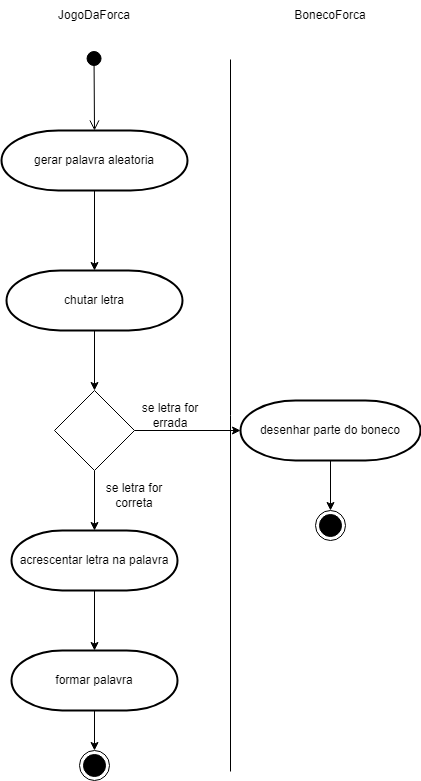 JogoDaForca
BonecoForca
gerar palavra aleatoria
chutar letra
se letra for
errada
desenhar parte do boneco
se letra for
correta
acrescentar letra na palavra
formar palavra